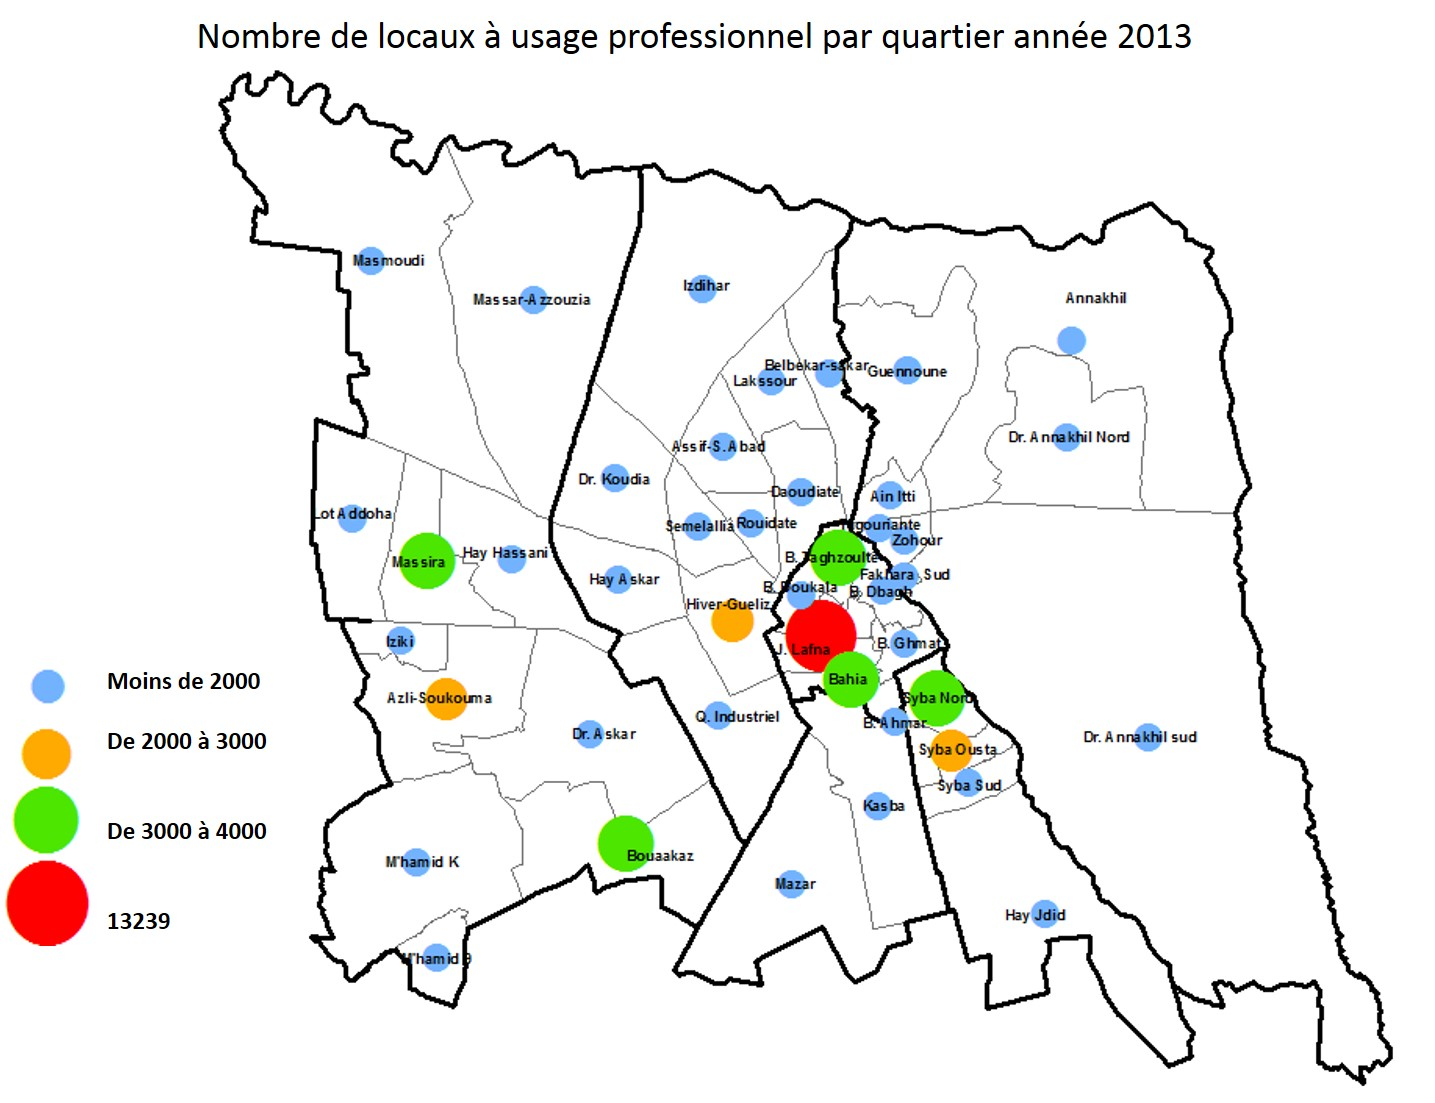 Nombre de locaux à usage professionnel par quartier année 2013
Masmoudi
Massar-Azzouzia
Izdihar
Annakhil
Belbekar-sakar
Lakssour
Guennoune
Dr. Annakhil Nord
Assif-S.Abad
Dr. Koudia
Daoudiate
Ain Itti
Lot Addoha
Semelallia
Rouidate
Zohour
Massira
Hay Hassani
B. Taghzoulte
Fakhara Sud
Hay Askar
B. Doukala
B. Dbagh
Hiver-Gueliz
Iziki
J. Lafna
B. Ghmat
Bahia
Moins de 2000
Azli-Soukouma
Syba Nord
Q. Industriel
B. Ahmar
Dr. Askar
Dr. Annakhil sud
De 2000 à 3000
Syba Ousta
Syba Sud
Kasba
De 3000 à 4000
M'hamid K
Bouaakaz
Mazar
13239
Hay Jdid
M'hamid 9